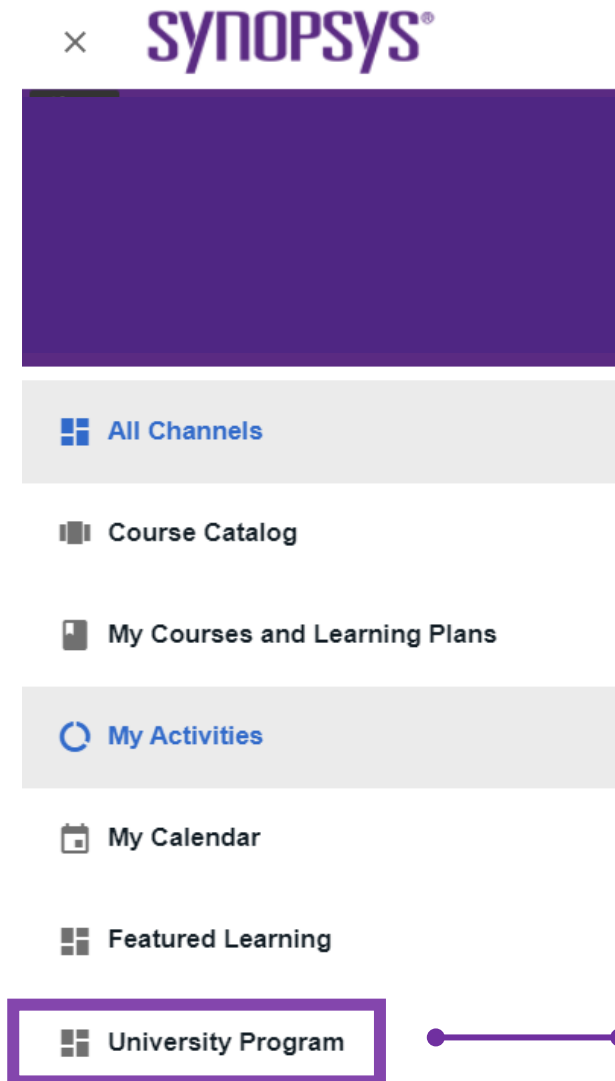 SYNOPSYS®
All Channels
Course Catalog
My Courses and Learning Plans
My Activities
My Calendar
Featured Learning
University Program